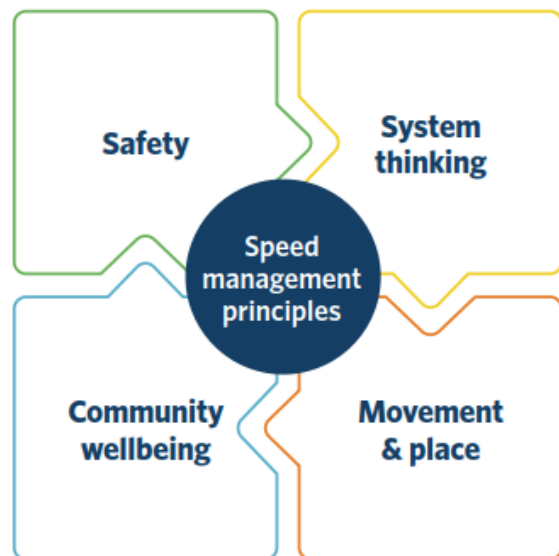 Safety
System
thinking
Speed
management
principles
Community
wellbeing
Movement
& place